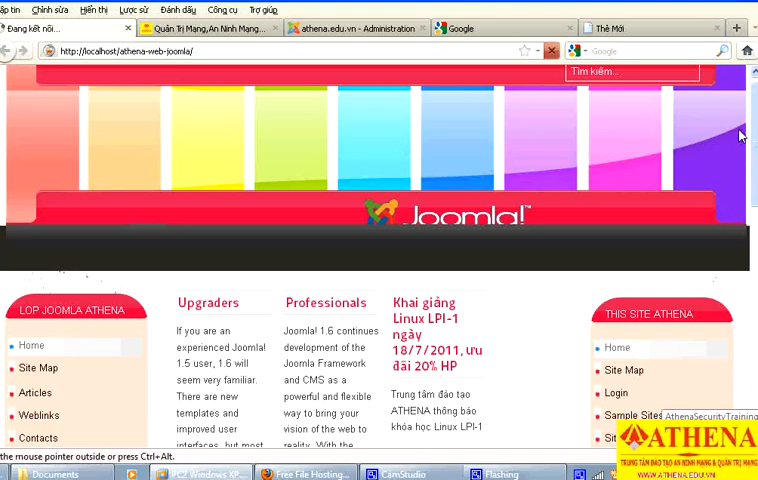 ập tin Chỉnh sửa Hiển thị Lược sử Đánh dấu Công cụ Trợ giúp
Đang kết nối... Quản Trị Mạng,An Ninh Mạng... athena.edu.vn - Administration Google Thẻ Mới
http://localhost/athena-web-joomla/ Google
Tìm kiếm...
Joomla!™
LOP JOOMLA ATHENA
Home
Site Map
Articles
Weblinks
Contacts
Upgraders
If you are an
experienced Joomla!
1.5 user, 1.6 will
seem very familiar.
There are new
templates and
improved user
interfaces, but most
Professionals
Joomla! 1.6 continues
development of the
Joomla Framework
and CMS as a
powerful and flexible
way to bring your
vision of the web to
reality. With the
Khai giảng
Linux LPI-1
ngày
18/7/2011, ưu
đãi 20% HP
Trung tâm đào tạo
ATHENA thông báo
khóa học Linux LPI-1
THIS SITE ATHENA
Home
Site Map
Login
Sample Sites
AthenaSecurityTraining
ATHENA
TRUNG TÂM ĐÀO TẠO AN NINH MẠNG & QUẢN TRỊ MẠNG
WWW.ATHENA.EDU.VN
the mouse pointer outside or press Ctrl+Alt.
Documents PC2 Windows XP... Free File Hosting... CamStudio Flashing